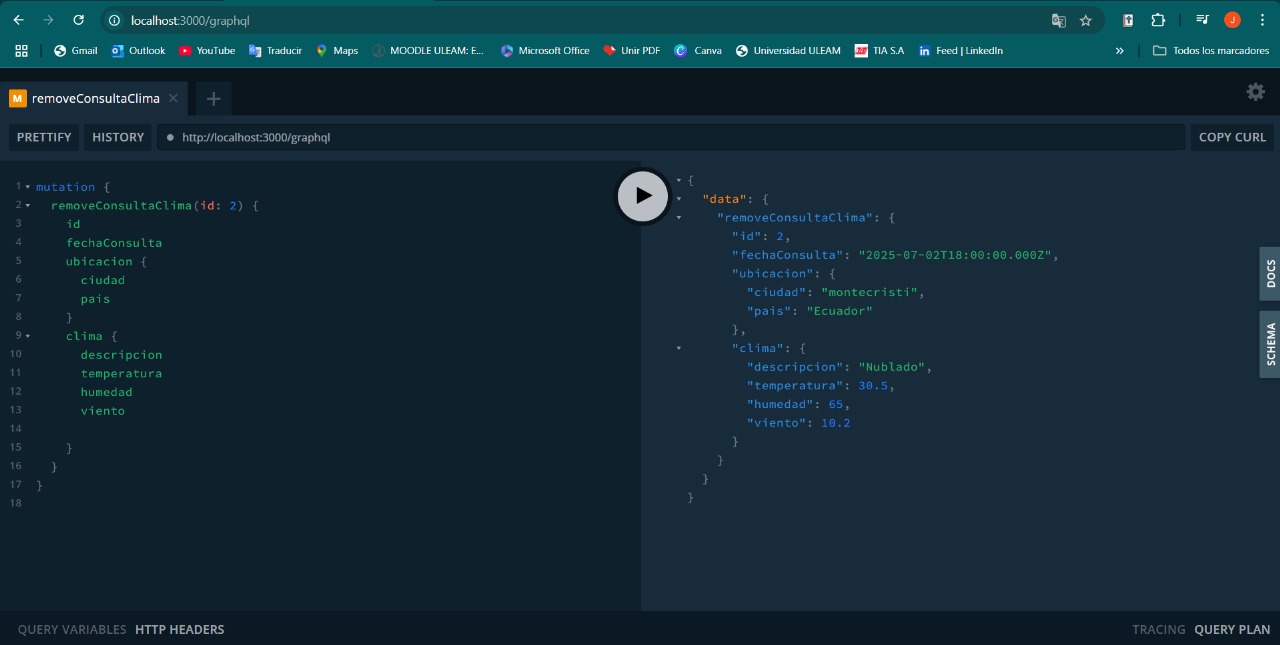 localhost:3000/graphql
Gmail Outlook YouTube Traducir Maps MOODLE ULEAM: E... Microsoft Office Unir PDF Canva Universidad ULEAM TIA S.A Feed | LinkedIn » Todos los marcadores
M removeConsultaClima
PRETTIFY HISTORY http://localhost:3000/graphql COPY CURL
1 mutation {
2 removeConsultaClima(id: 2) {
3 id
4 fechaConsulta
5 ubicacion {
6 ciudad
7 pais
8 }
9 clima {
10 descripcion
11 temperatura
12 humedad
13 viento
14
15 }
16 }
17 }
18
{
"data": {
"removeConsultaClima": {
"id": 2,
"fechaConsulta": "2025-07-02T18:00:00.000Z",
"ubicacion": {
"ciudad": "montecristi",
"pais": "Ecuador"
},
"clima": {
"descripcion": "Nublado",
"temperatura": 30.5,
"humedad": 65,
"viento": 10.2
}
}
}
}
DOCS
SCHEMA
QUERY VARIABLES HTTP HEADERS TRACING QUERY PLAN